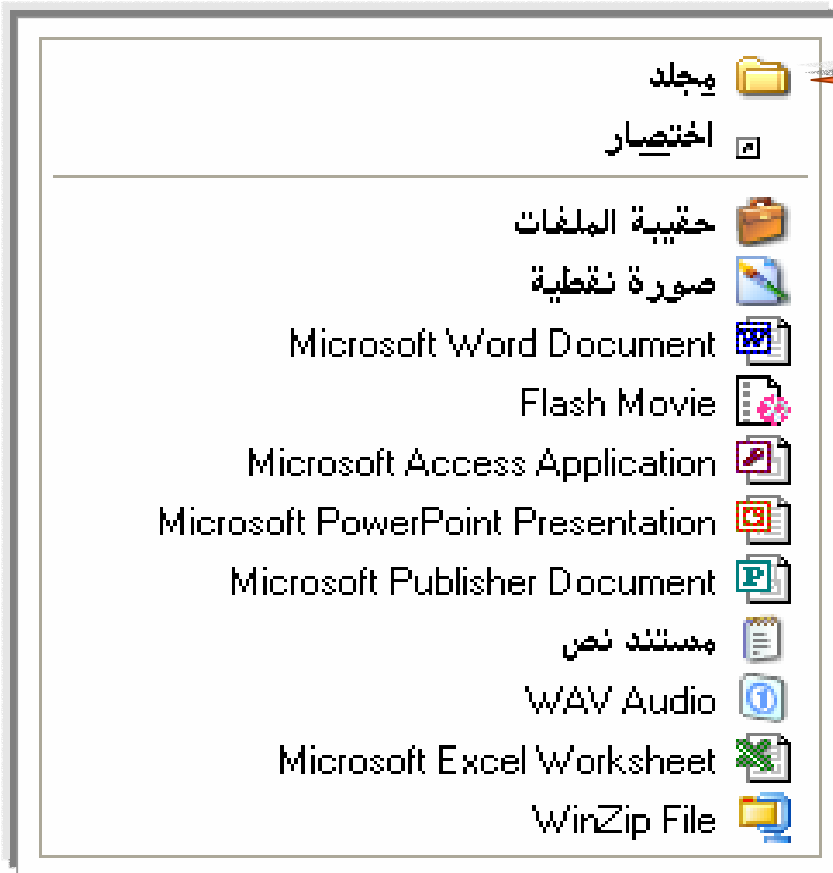 مجلد
اختصار
حقيبة الملفات
صورة نقطية
Microsoft Word Document
Flash Movie
Microsoft Access Application
Microsoft PowerPoint Presentation
Microsoft Publisher Document
مستند نص
WAV Audio
Microsoft Excel Worksheet
WinZip File